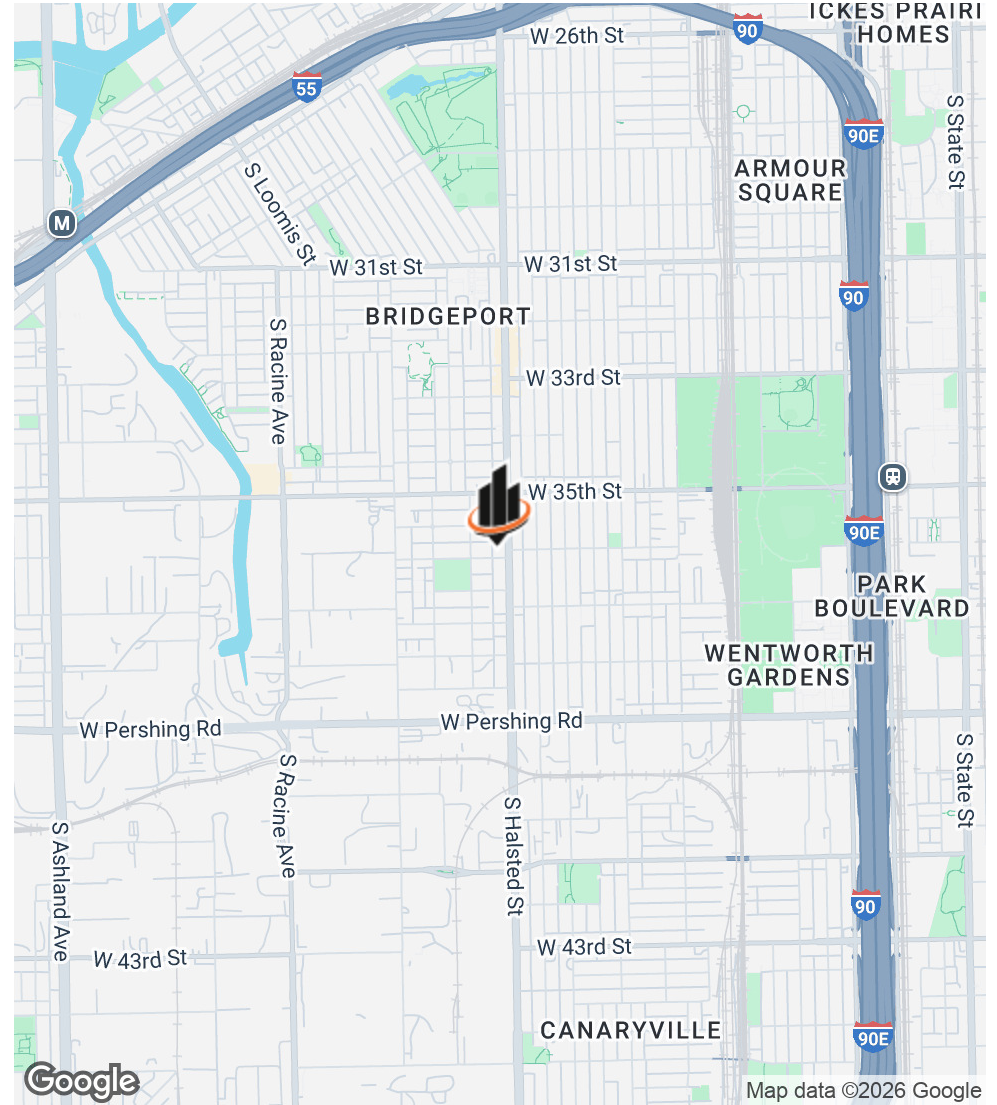 ICKES PRAIRI
HOMES
W 26th St
90
55
90E
S State St
ARMOUR
SQUARE
S Loomis St
M
W 31st St
W 31st St
90
BRIDGEPORT
S Racine Ave
W 33rd St
W 35th St
90E
PARK
BOULEVARD
WENTWORTH
GARDENS
W Pershing Rd
W Pershing Rd
S State St
S Racine Ave
S Halsted St
S Ashland Ave
90
W 43rd St
W 43rd St
CANARYVILLE
90E
Google
Map data ©2026 Google